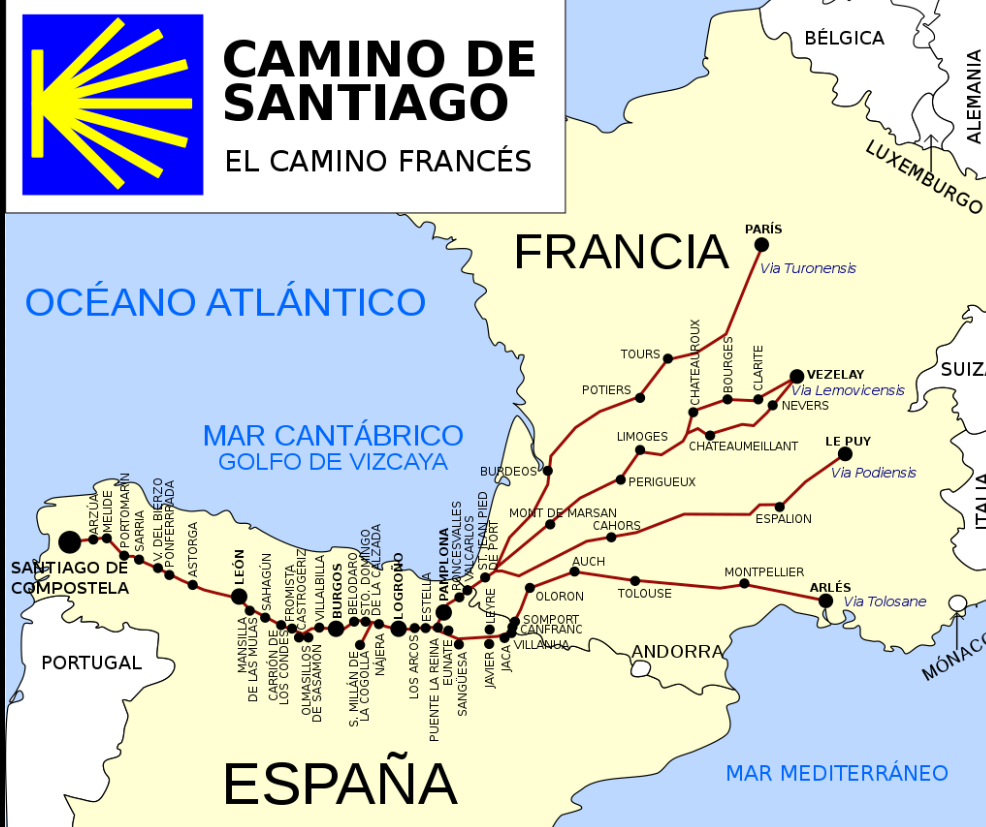 CAMINO DE
SANTIAGO
EL CAMINO FRANCÉS
BÉLGICA
ALEMANIA
LUXEMBURGO
FRANCIA
PARÍS
Via Turonensis
OCÉANO ATLÁNTICO
TOURS
CHATEAUROUX
BOURGES
CLARITE
VEZELAY
Via Lemovicensis
SUIZ
POTIERS
NEVERS
MAR CANTÁBRICO
GOLFO DE VIZCAYA
LIMOGES
CHATEAUMEILLANT
LE PUY
Via Podiensis
BURDEOS
PERIGUEUX
ITALIA
MONT DE MARSAN
CAHORS
ESPALION
ARZÚA
MELIDE
PORTOMARÍN
SARRIA
V. DEL BIERZO
PONFERRRADA
ASTORGA
SANTIAGO DE
COMPOSTELA
LEÓN
SAHAGÚN
FROMISTA
CASTROGERIZ
VILLALBILLA
BURGOS
BELODARO
STO. DOMINGO
DE LA CALZADA
LOGROÑO
ESTELLA
PAMPLONA
RONCESVALLES
VALCARLOS
ST. JEAN PIED
DE PORT
AUCH
TOLOUSE
MONTPELLIER
ARLÉS
Via Tolosane
OLORON
LEYRE
SOMPORT
CANFRANC
VILLANUA
MANSILLA
DE LAS MULAS
CARRIÓN DE
LOS CONDES
OLMASILLOS
DE SASAMÓN
S. MILLÁN DE
LA COGOLLA
NÁJERA
LOS ARCOS
PUENTE LA REINA
EUNATE
SANGÜESA
JAVIER
JACA
ANDORRA
MÓNACO
PORTUGAL
ESPAÑA
MAR MEDITERRÁNEO